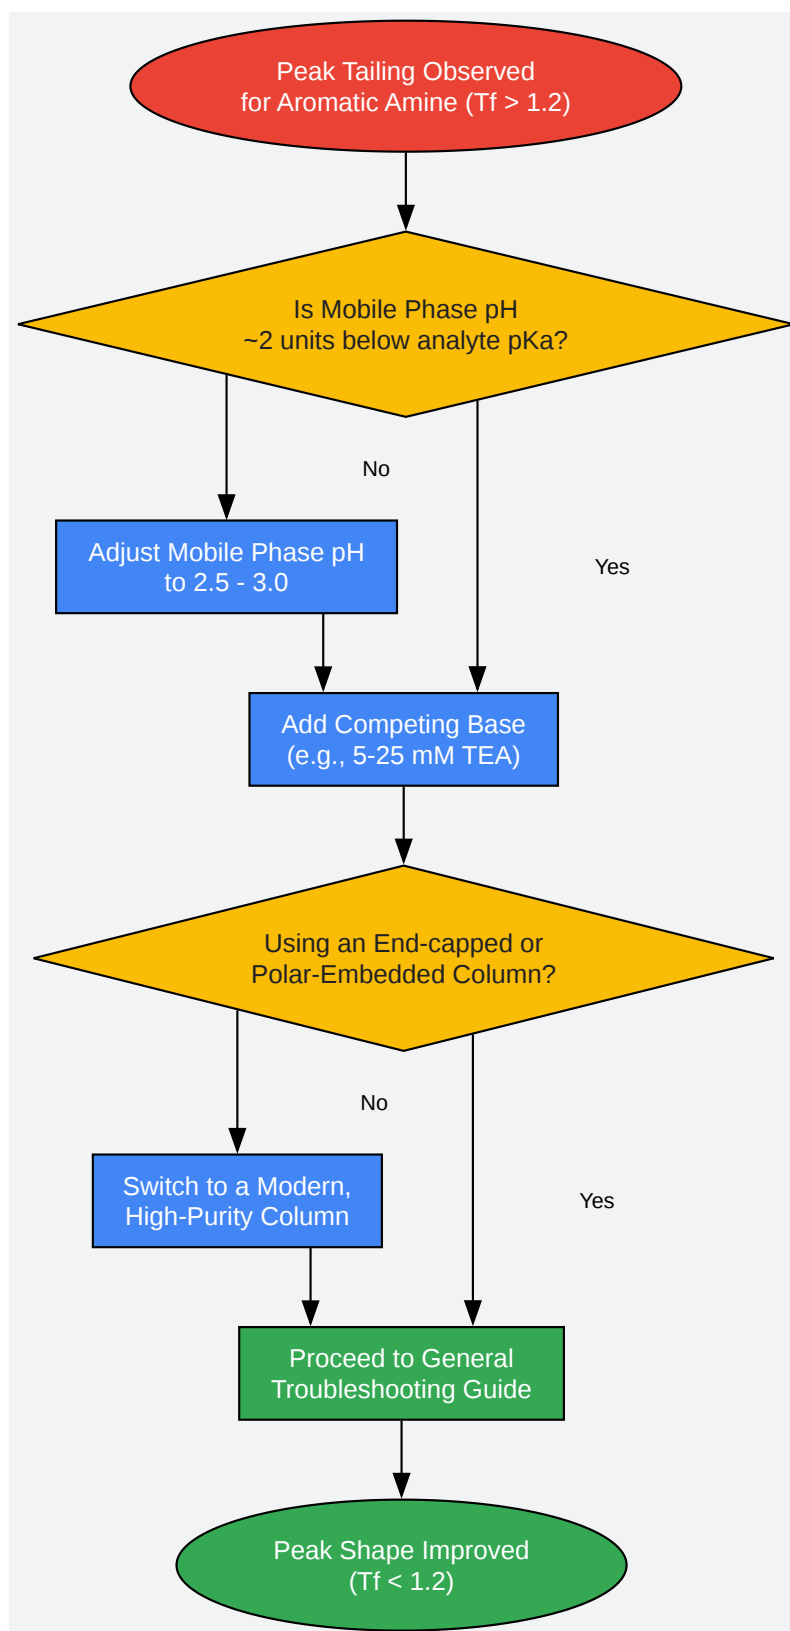 Peak Tailing Observed
for Aromatic Amine (Tf > 1.2)
Is Mobile Phase pH
~2 units below analyte pKa?
No
Adjust Mobile Phase pH
to 2.5 - 3.0
Yes
Add Competing Base
(e.g., 5-25 mM TEA)
Using an End-capped or
Polar-Embedded Column?
No
Switch to a Modern,
High-Purity Column
Yes
Proceed to General
Troubleshooting Guide
Peak Shape Improved
(Tf < 1.2)